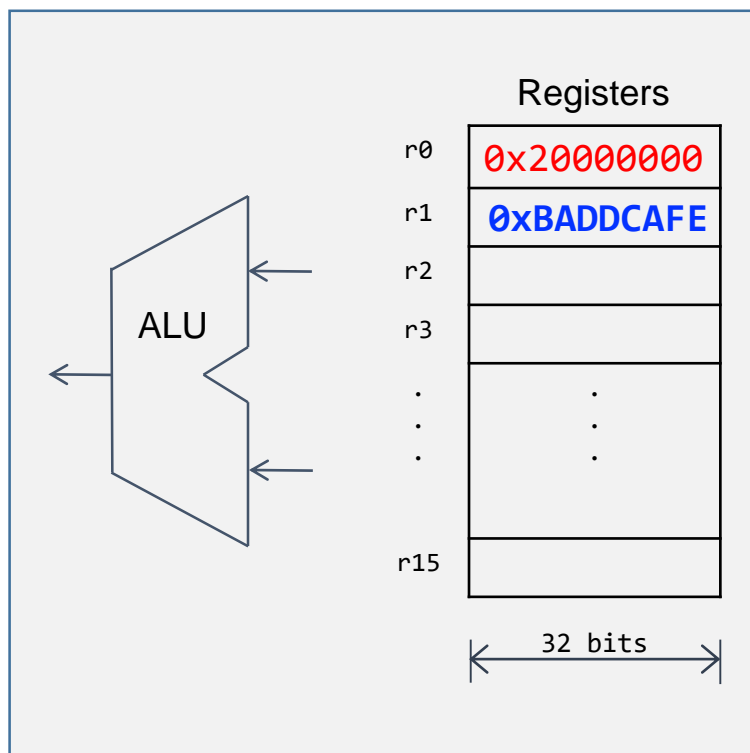 Registers
r0 0x20000000
r1 0xBADDCAFE
r2
ALU
r3
. .
. .
. .
r15
32 bits